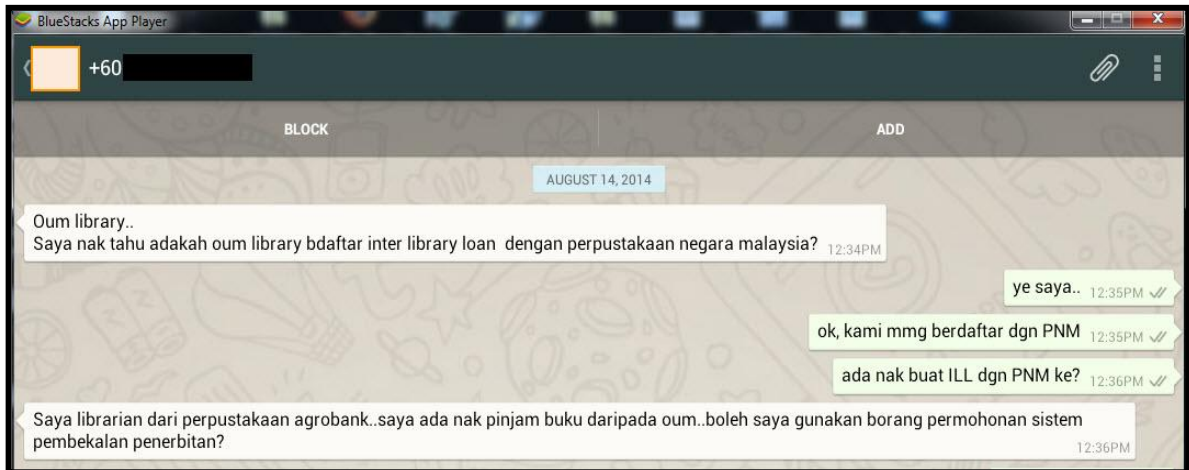 BlueStacks App Player
+60
BLOCK
ADD
AUGUST 14, 2014
Oum library..
Saya nak tahu adakah oum library bdaftar inter library loan dengan perpustakaan negara malaysia? 12:34PM
ye saya.. 12:35PM
ok, kami mmg berdaftar dgn PNM 12:35PM
ada nak buat ILL dgn PNM ke? 12:36PM
Saya librarian dari perpustakaan agrobank..saya ada nak pinjam buku daripada oum..boleh saya gunakan borang permohonan sistem
pembekalan penerbitan? 12:36PM